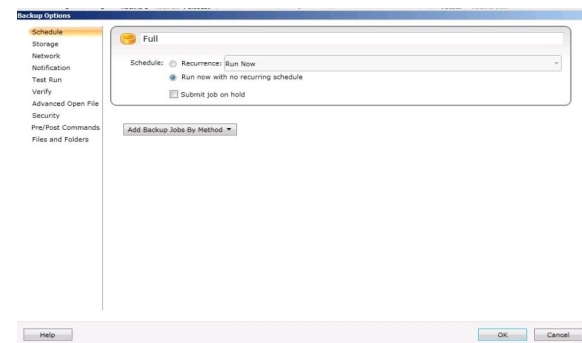 Backup Options
Schedule
Storage
Network
Notification
Test Run
Verify
Advanced Open File
Security
Pre/Post Commands
Files and Folders
Full
Schedule: Recurrence: Run Now
Run now with no recurring schedule
Submit job on hold
Add Backup Jobs By Method
Help
OK
Cancel